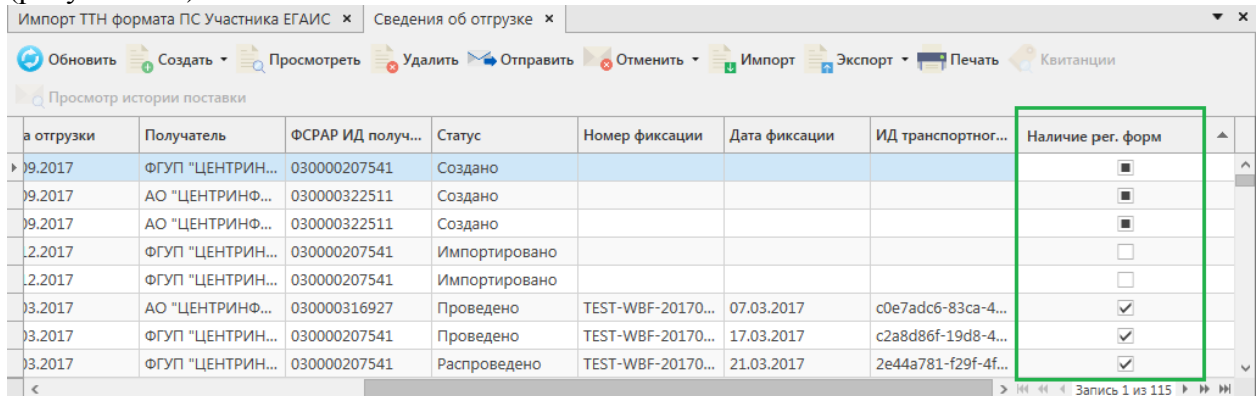 Импорт ТТН формата ПС Участника ЕГАИС × Сведения об отгрузке ×
Обновить Создать Просмотреть Удалить Отправить Отменить Импорт Экспорт Печать Квитанции
Просмотр истории поставки
а отгрузки Получатель ФСРАР ИД получ... Статус Номер фиксации Дата фиксации ИД транспортног... Наличие рег. форм
09.2017 ФГУП "ЦЕНТРИН... 030000207541 Создано
09.2017 АО "ЦЕНТРИНФ... 030000322511 Создано
09.2017 АО "ЦЕНТРИНФ... 030000322511 Создано
12.2017 ФГУП "ЦЕНТРИН... 030000207541 Импортировано
12.2017 ФГУП "ЦЕНТРИН... 030000207541 Импортировано
03.2017 АО "ЦЕНТРИНФ... 030000316927 Проведено TEST-WBF-20170... 07.03.2017 c0e7adc6-83ca-4...
03.2017 ФГУП "ЦЕНТРИН... 030000207541 Проведено TEST-WBF-20170... 17.03.2017 c2a8d86f-19d8-4...
03.2017 ФГУП "ЦЕНТРИН... 030000207541 Распроведено TEST-WBF-20170... 21.03.2017 2e44a781-f29f-4f...
Запись 1 из 115